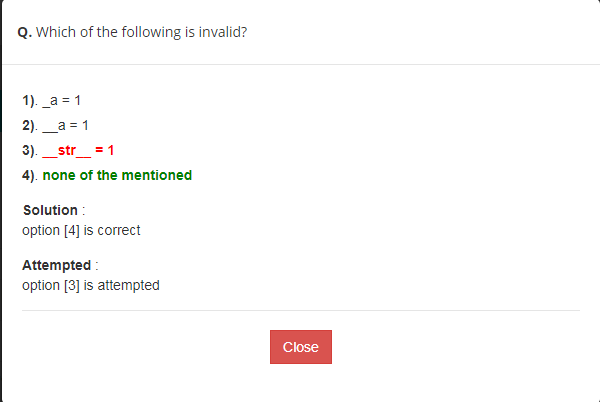 Q. Which of the following is invalid?
1). _a = 1
2). __a = 1
3). __str__ = 1
4). none of the mentioned
Solution :
option [4] is correct
Attempted :
option [3] is attempted
Close